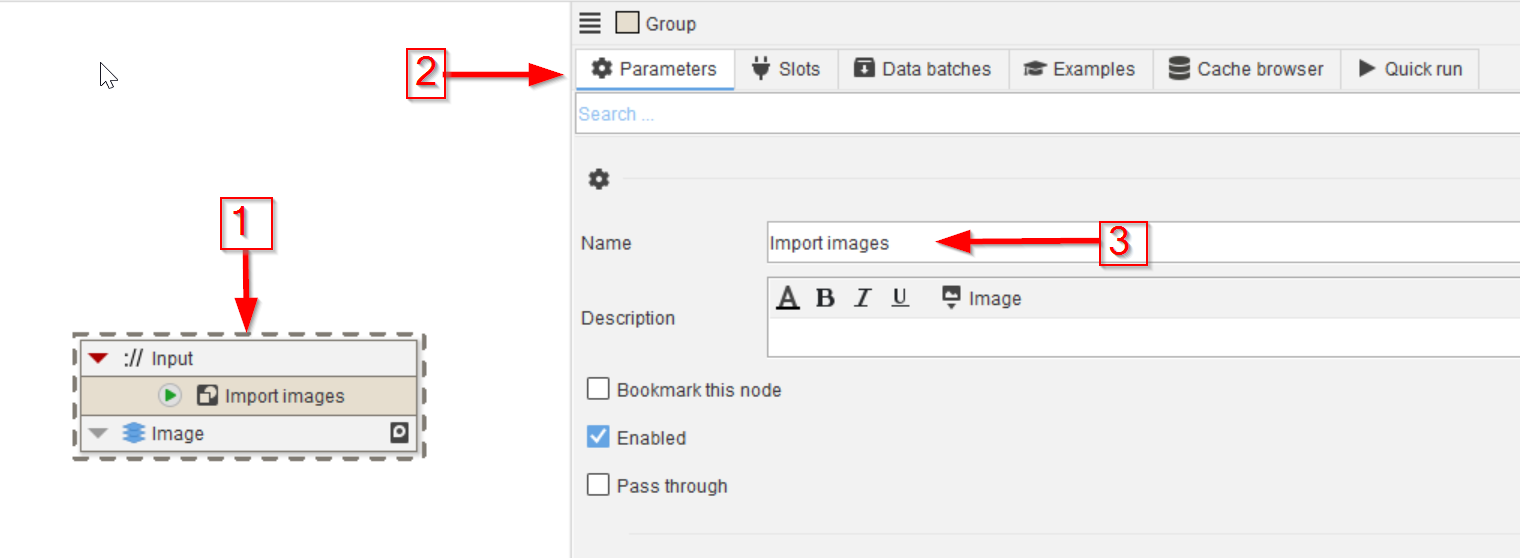 Group
2
Parameters
Slots
Data batches
Examples
Cache browser
Quick run
Search ...
1
Name
Import images
3
A B I U Image
Description
:// Input
Import images
Image
Bookmark this node
Enabled
Pass through